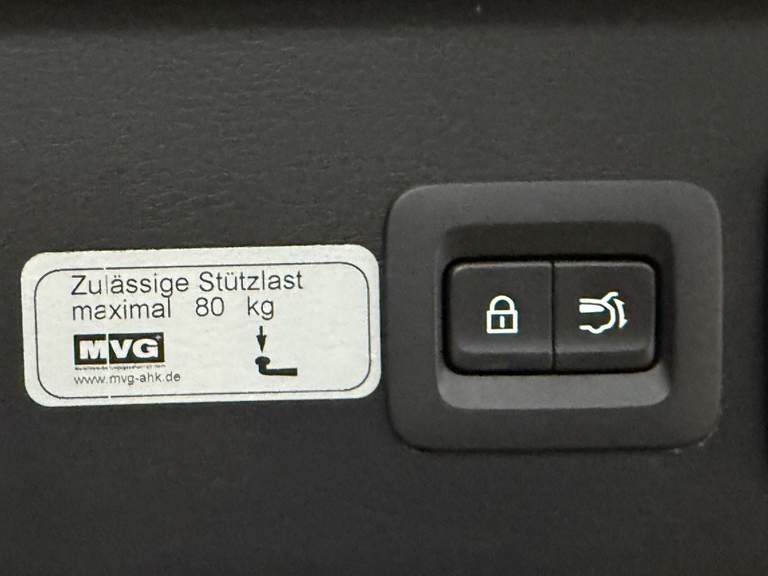 Zulässige Stützlast
maximal 80 kg
MVG
www.mvg-ahk.de